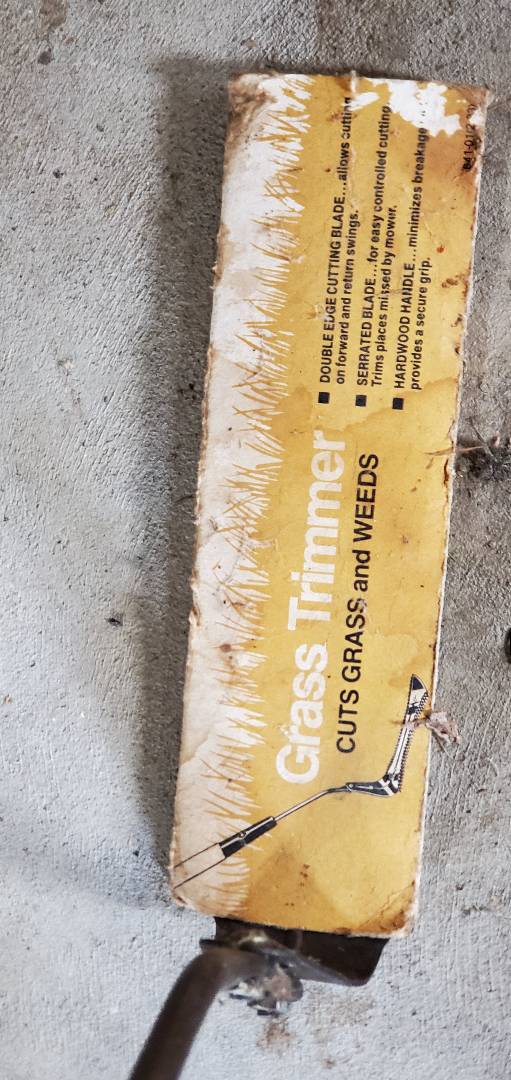 Grass Trimmer
CUTS GRASS and WEEDS
■ DOUBLE EDGE CUTTING BLADE...allows cutting
on forward and return swings.
■ SERRATED BLADE...for easy controlled cutting.
Trims places missed by mower.
■ HARDWOOD HANDLE...minimizes breakage
provides a secure grip.